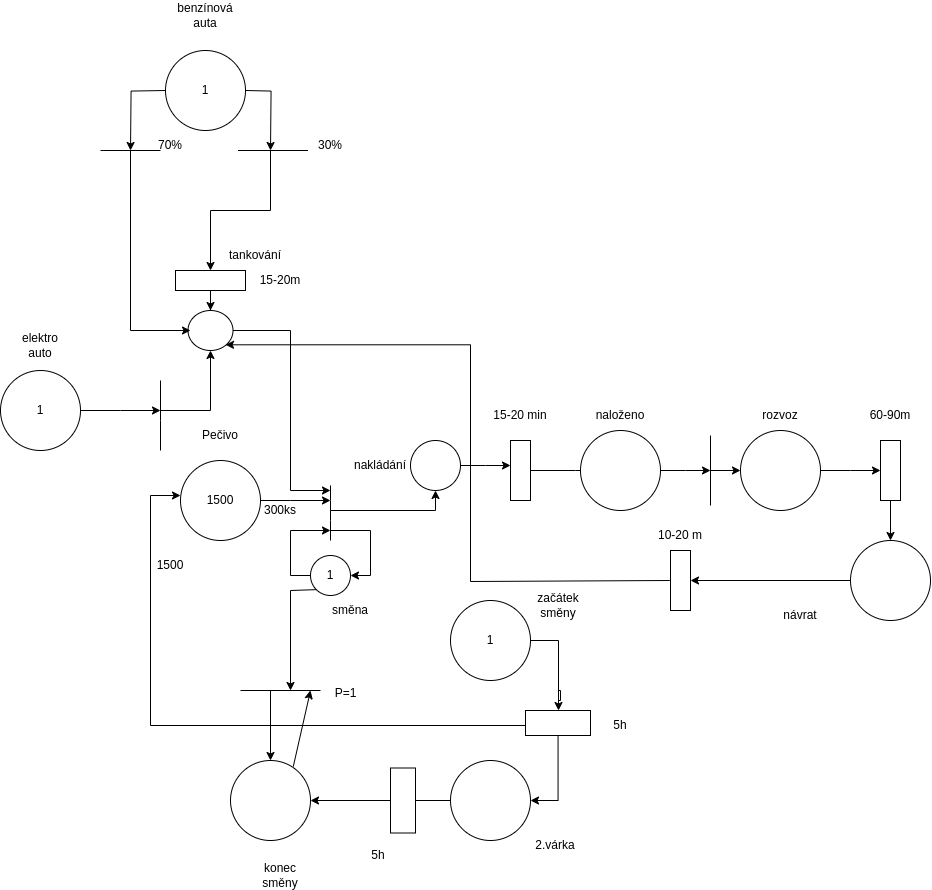 benzínová
auta
1
70%
30%
tankování
15-20m
elektro
auto
1
Pečivo
1500
300ks
nakládání
15-20 min
naloženo
rozvoz
60-90m
10-20 m
návrat
1500
1
směna
začátek
směny
1
P=1
5h
2.várka
5h
konec
směny